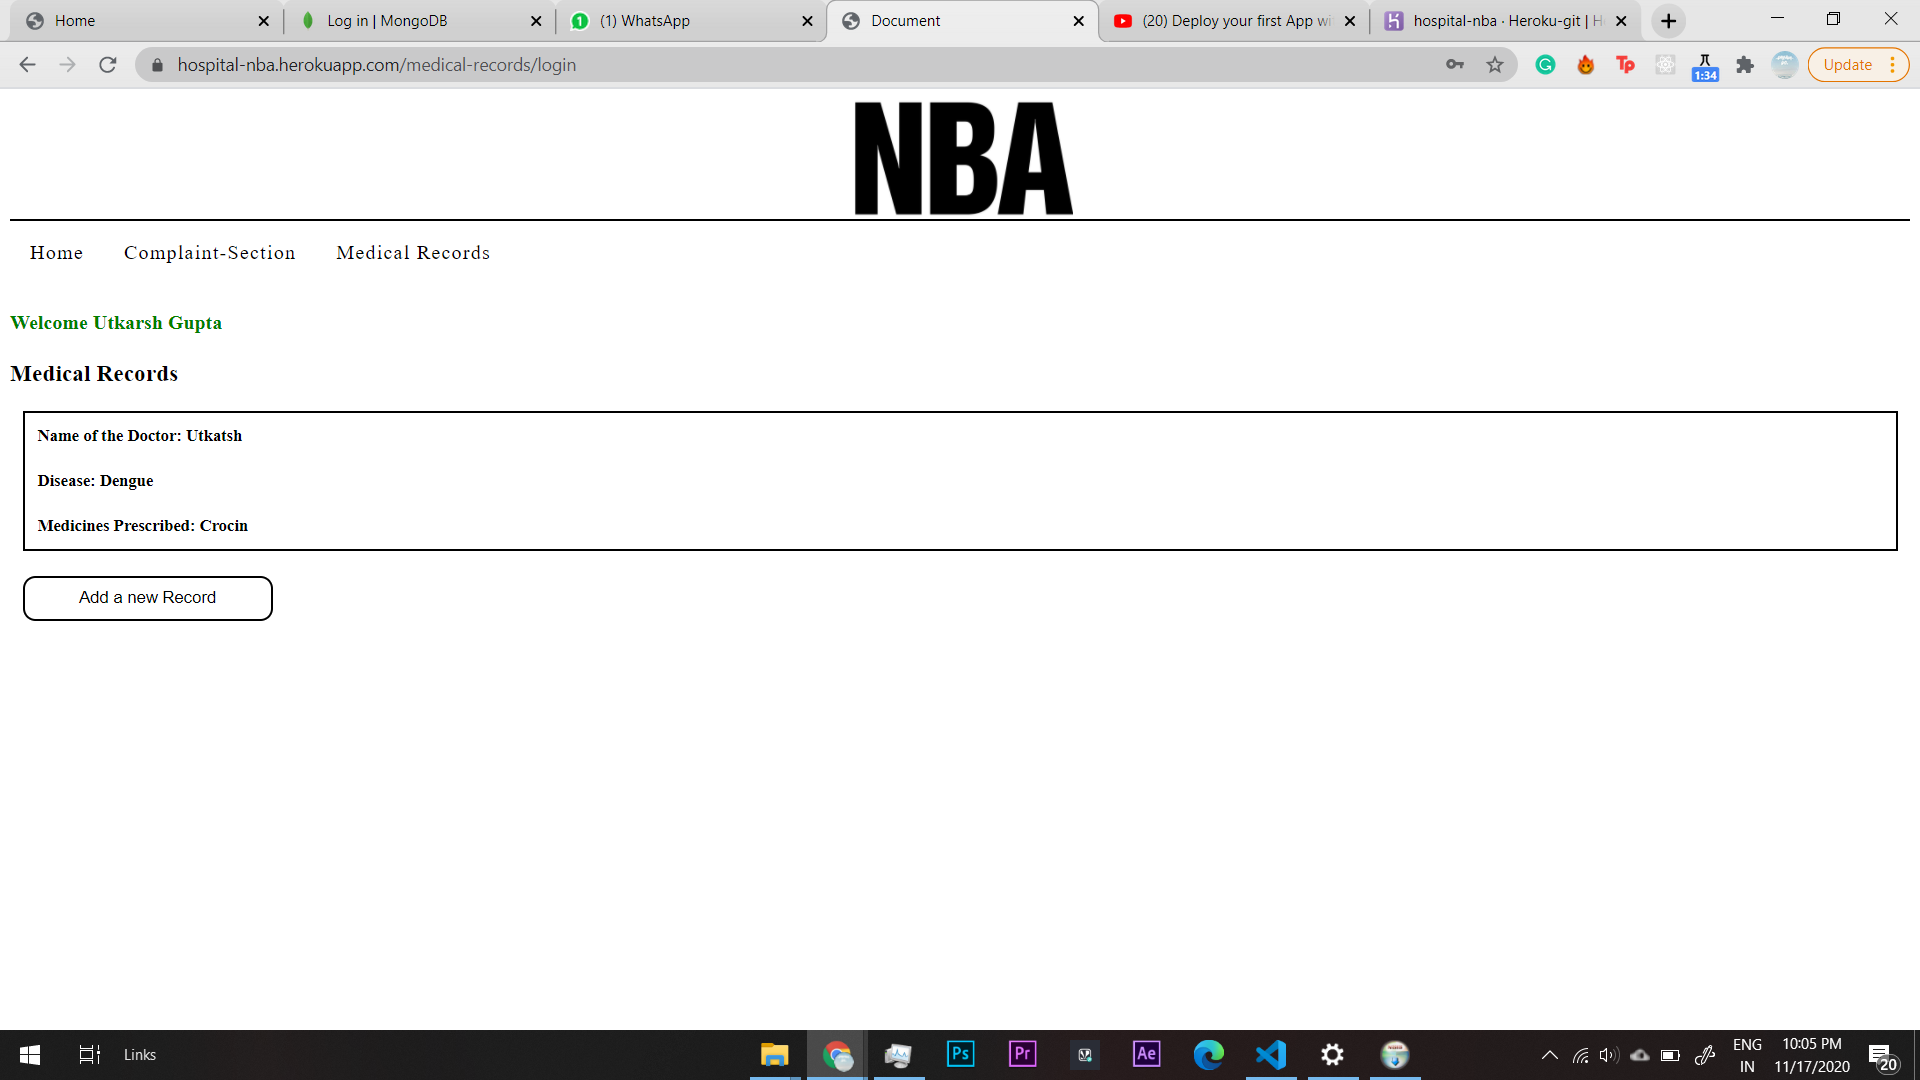 Home
Log in | MongoDB
(1) WhatsApp
Document
(20) Deploy your first App wi
hospital-nba · Heroku-git | H
hospital-nba.herokuapp.com/medical-records/login
1:34
Update
NBA
Home Complaint-Section Medical Records
Welcome Utkarsh Gupta
Medical Records
Name of the Doctor: Utkatsh
Disease: Dengue
Medicines Prescribed: Crocin
Add a new Record
Links
Ps
Pr
Ae
ENG
IN
10:05 PM
11/17/2020
20